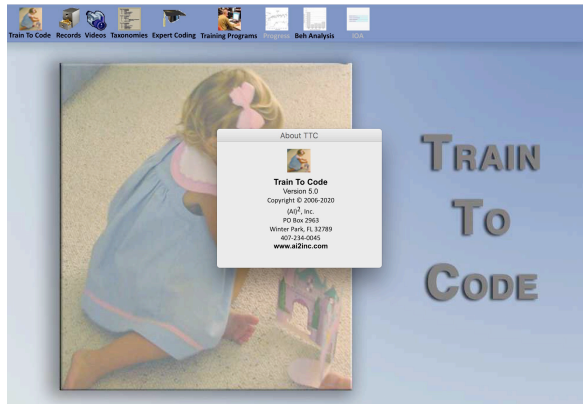 Train To Code Records Videos Taxonomies Expert Coding Training Programs Progress Beh Analysis IOA
About TTC
Train To Code
Version 5.0
Copyright © 2006-2020
(AI)², Inc.
PO Box 2963
Winter Park, FL 32789
407-234-0045
www.ai2inc.com
TRAIN
TO
CODE